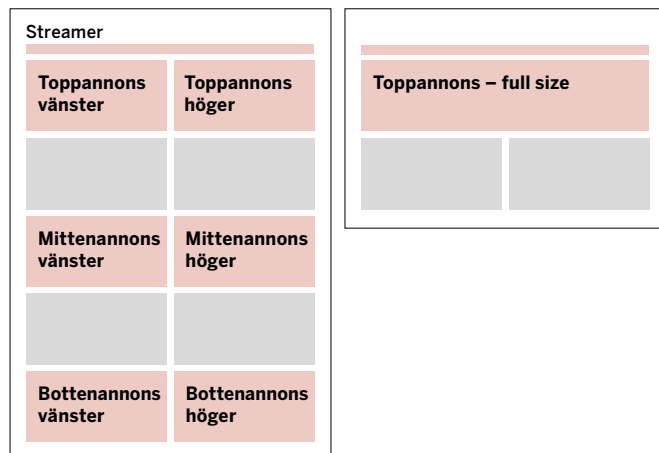 Streamer
Toppannons
vänster
Toppannons
höger
Mittenannons
vänster
Mittenannons
höger
Bottenannons
vänster
Bottenannons
höger
Toppannons – full size